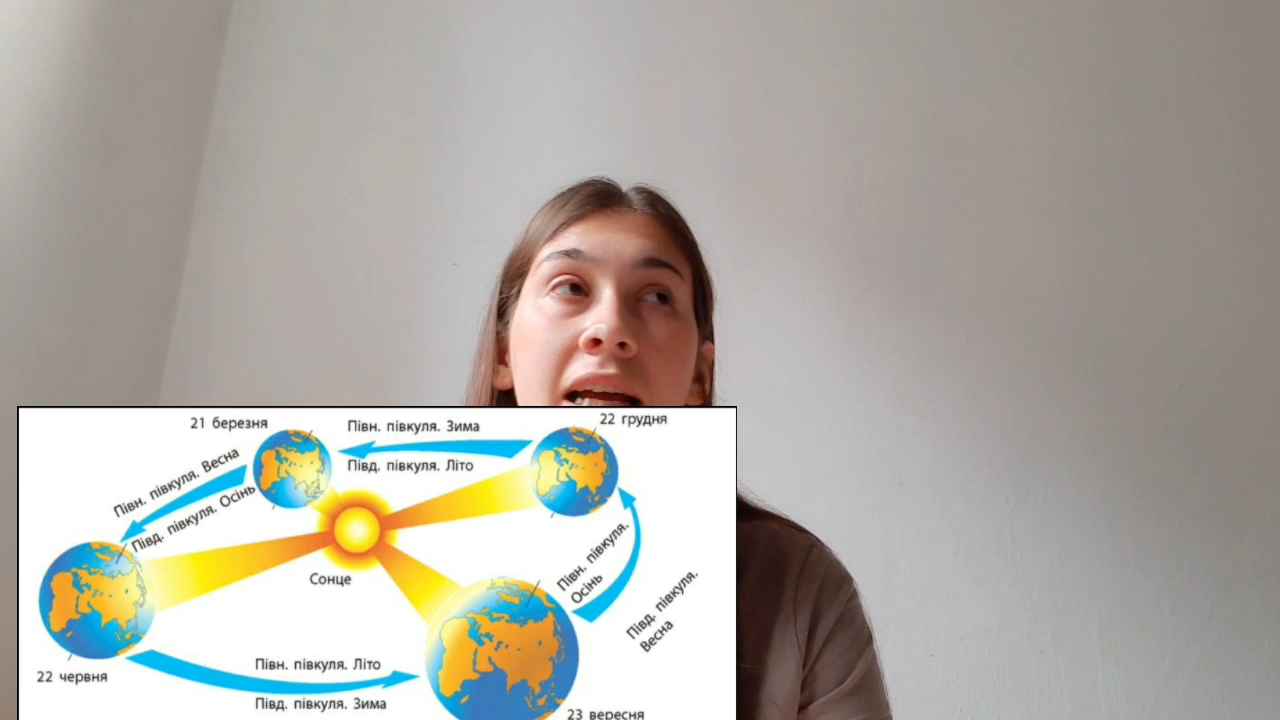 21 березня
Півн. півкуля. Зима
22 грудня
Півд. півкуля. Літо
Півн. півкуля. Весна
Півд. півкуля. Осінь
Сонце
Півн. півкуля.
Осінь
Півд. півкуля.
Весна
22 червня
Півн. півкуля. Літо
Півд. півкуля. Зима
23 вересня